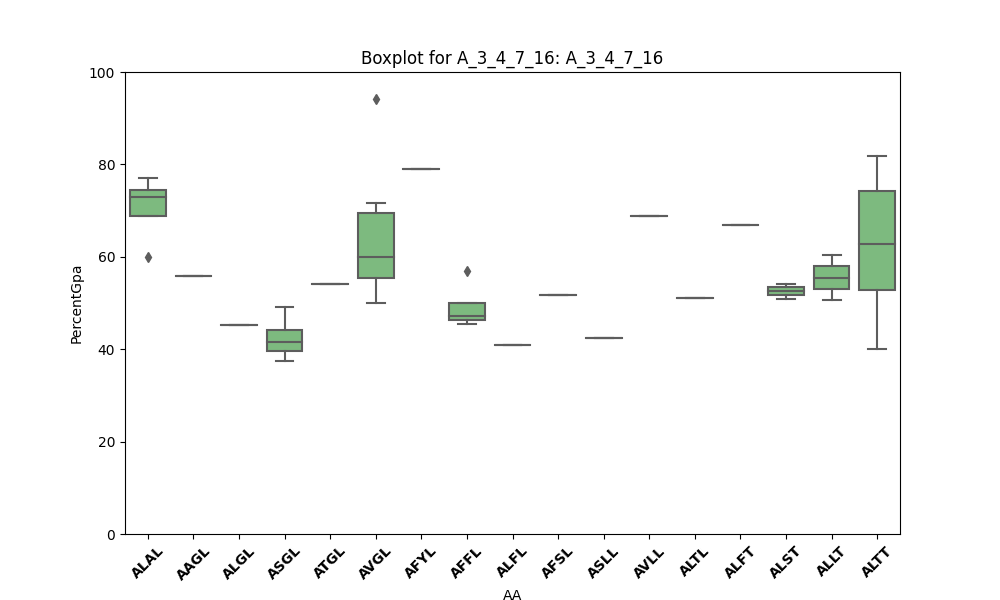 Boxplot for A_3_4_7_16: A_3_4_7_16
100
80
60
40
20
0
PercentGpa
ALAL
AAGL
ALGL
ASGL
ATGL
AVGL
AFYL
AFFL
ALFL
AFSL
ASLL
AVLL
ALTL
ALFT
ALST
ALLT
ALTT
AA